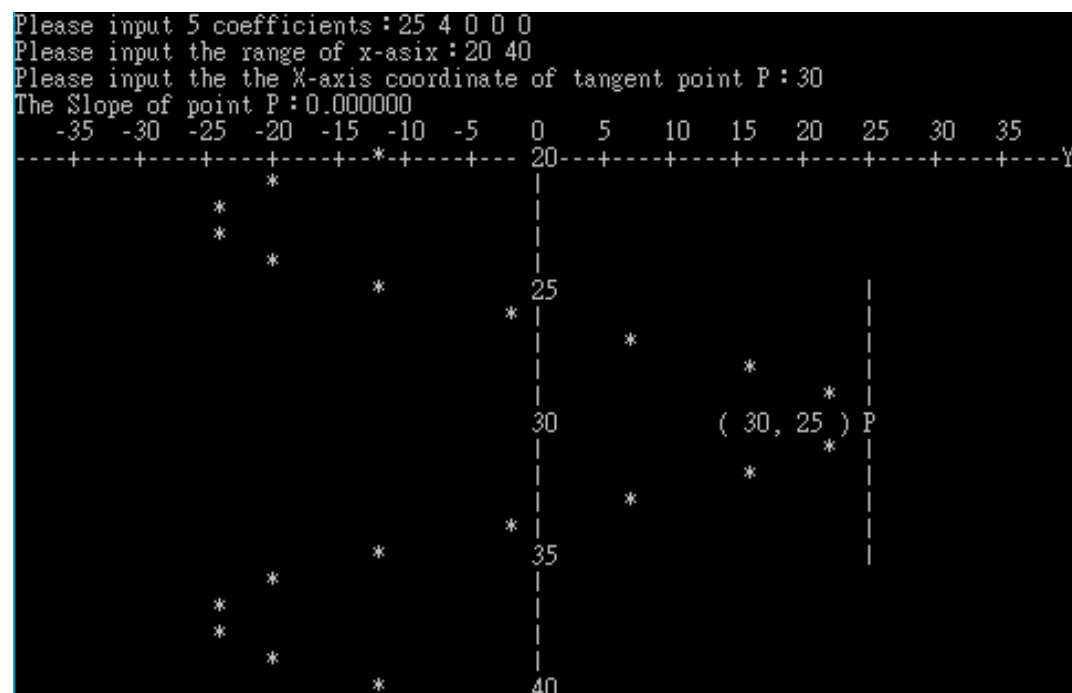 Please input 5 coefficients：25 4 0 0 0
Please input the range of x-asix：20 40
Please input the the X-axis coordinate of tangent point P：30
The Slope of point P：0.000000
-35 -30 -25 -20 -15 -10 -5 0 5 10 15 20 25 30 35
----+----+----+----+----+--*-+----+--- 20---+----+----+----+----+----+----+----Y
*
|
* |
* |
* |
* 25 |
* | |
| * |
| * |
| * |
30 ( 30, 25 ) P
| * |
| * |
| * |
* | |
* 35 |
* |
* |
* |
* |
* 40